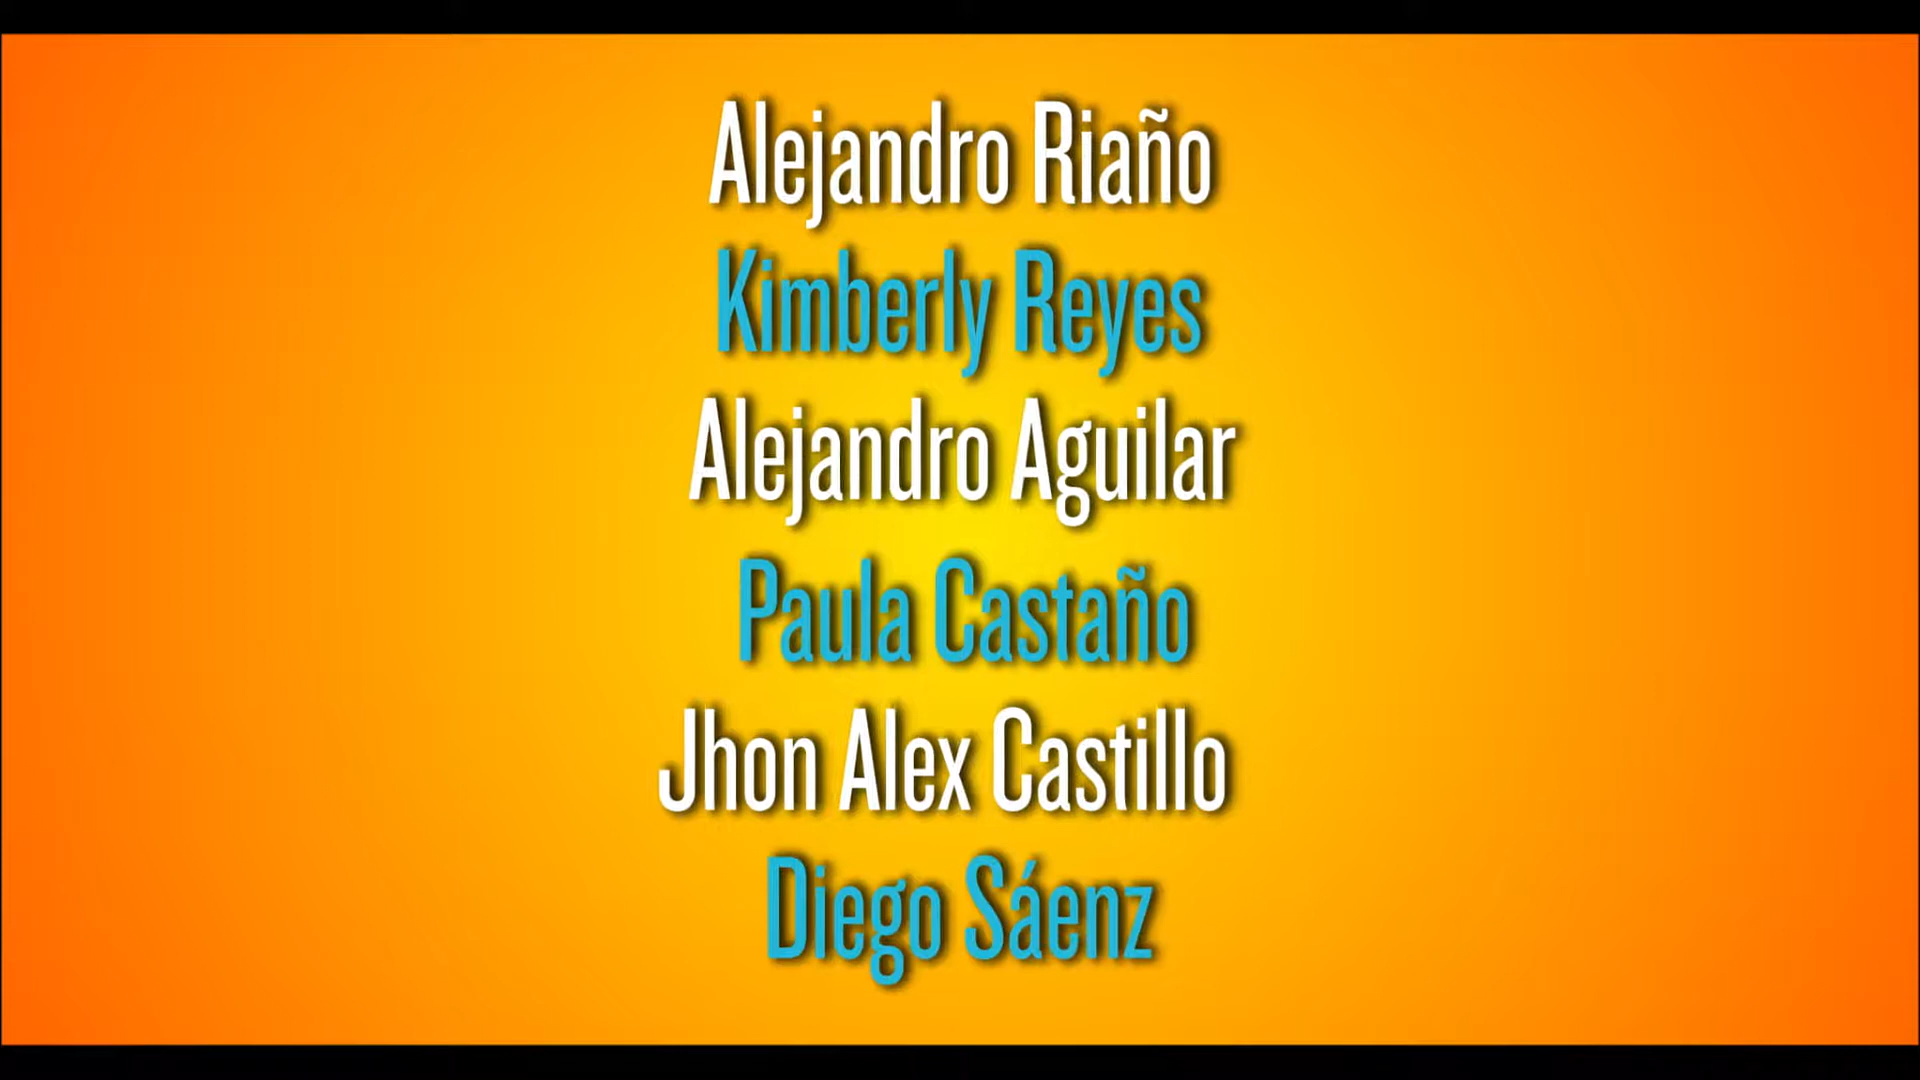 Alejandro Riaño
Kimberly Reyes
Alejandro Aguilar
Paula Castaño
Jhon Alex Castillo
Diego Sáenz